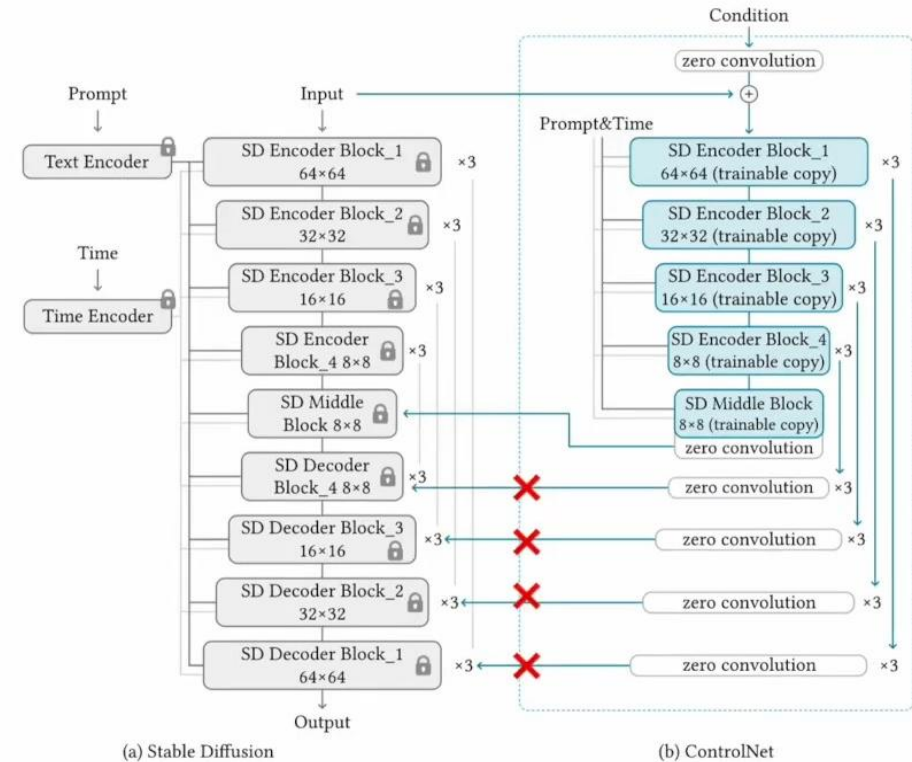 Condition
zero convolution
Prompt
Input
+
Prompt&Time
Text Encoder
SD Encoder Block_1
64×64
×3
SD Encoder Block_1
64×64 (trainable copy)
×3
SD Encoder Block_2
32×32
×3
SD Encoder Block_2
32×32 (trainable copy)
×3
Time
SD Encoder Block_3
16×16
×3
SD Encoder Block_3
16×16 (trainable copy)
×3
Time Encoder
SD Encoder
Block_4 8×8
×3
SD Encoder Block_4
8×8 (trainable copy)
×3
SD Middle
Block 8×8
SD Middle Block
8×8 (trainable copy)
zero convolution
SD Decoder
Block_4 8×8
×3
zero convolution
×3
SD Decoder Block_3
16×16
×3
zero convolution
×3
SD Decoder Block_2
32×32
×3
zero convolution
×3
SD Decoder Block_1
64×64
×3
zero convolution
×3
Output
(a) Stable Diffusion
(b) ControlNet